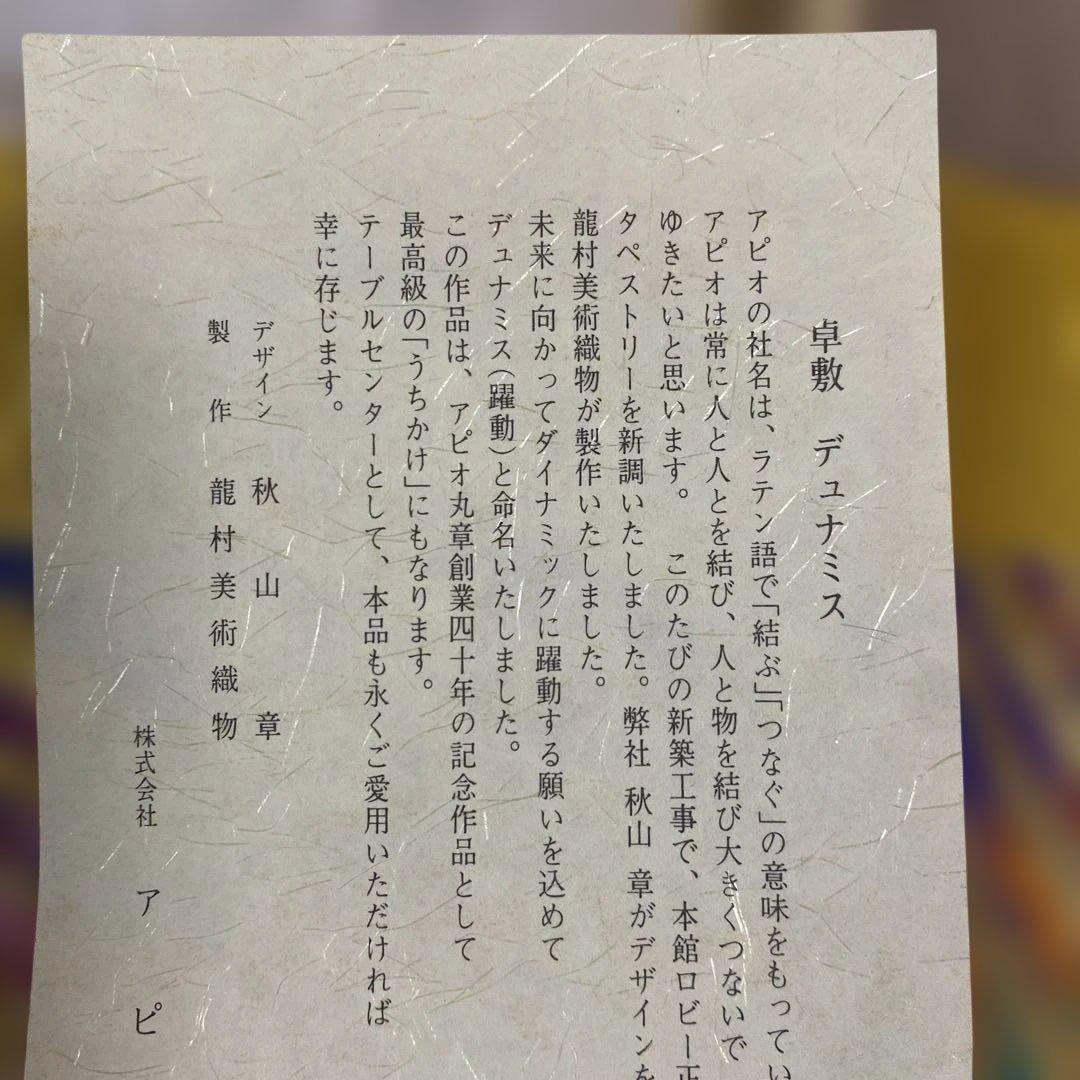 卓敷 デュナミス
アピオの社名は、ラテン語で「結ぶ」「つなぐ」の意味をもってい
アピオは常に人と人とを結び、人と物を結び大きくつないで
ゆきたいと思います。 このたびの新築工事で、本館ロビー正
タペストリーを新調いたしました。弊社 秋山 章がデザインを
龍村美術織物が製作いたしました。
未来に向かってダイナミックに躍動する願いを込めて
デュナミス(躍動)と命名いたしました。
この作品は、アピオ丸章創業四十年の記念作品として
最高級の「うちかけ」にもなります。
テーブルセンターとして、本品も永くご愛用いただければ
幸に存じます。
デザイン 秋山 章
製作 龍村美術織物
株式会社 アピ